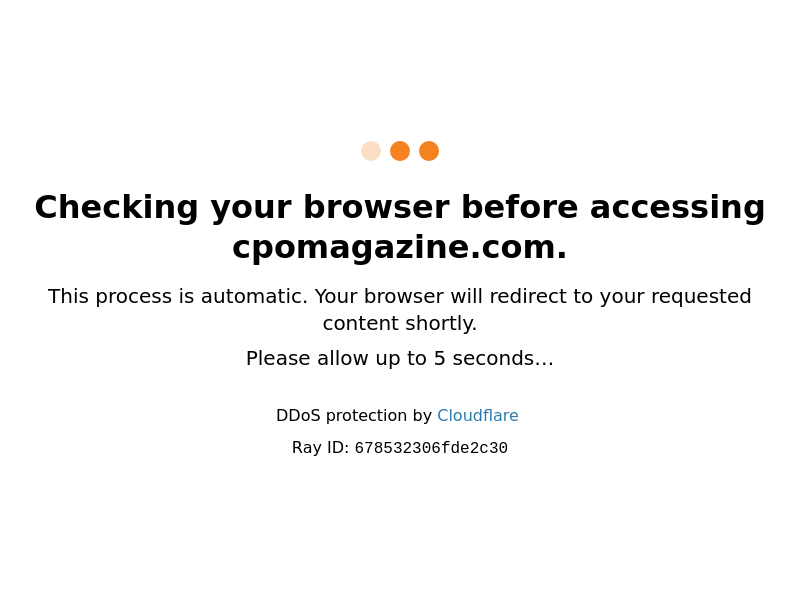 Checking your browser before accessing
cpomagazine.com.
This process is automatic. Your browser will redirect to your requested
content shortly.
Please allow up to 5 seconds…
DDoS protection by Cloudflare
Ray ID: 678532306fde2c30